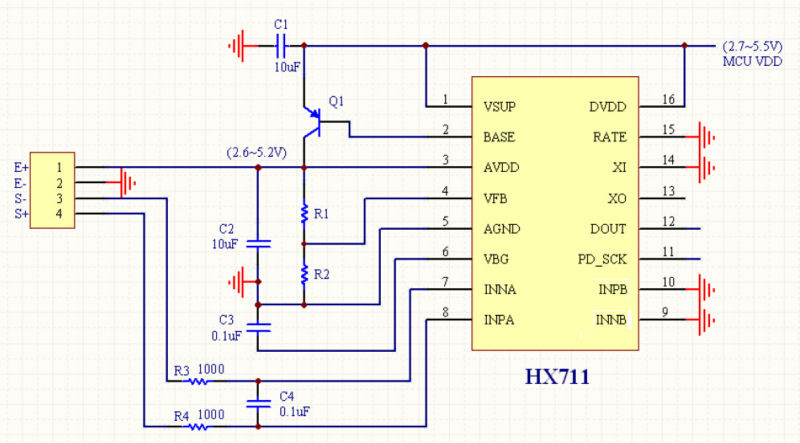 C1
10uF
(2.7~5.5V)
MCU VDD
Q1
1 VSUP DVDD 16
2 BASE RATE 15
(2.6~5.2V)
E+ 1
3 AVDD XI 14
E- 2
S- 3
4 VFB XO 13
S+ 4
R1
C2
10uF
5 AGND DOUT 12
6 VBG PD_SCK 11
R2
7 INNA INPB 10
C3
0.1uF
8 INPA INNB 9
R3 1000
HX711
C4
0.1uF
R4 1000